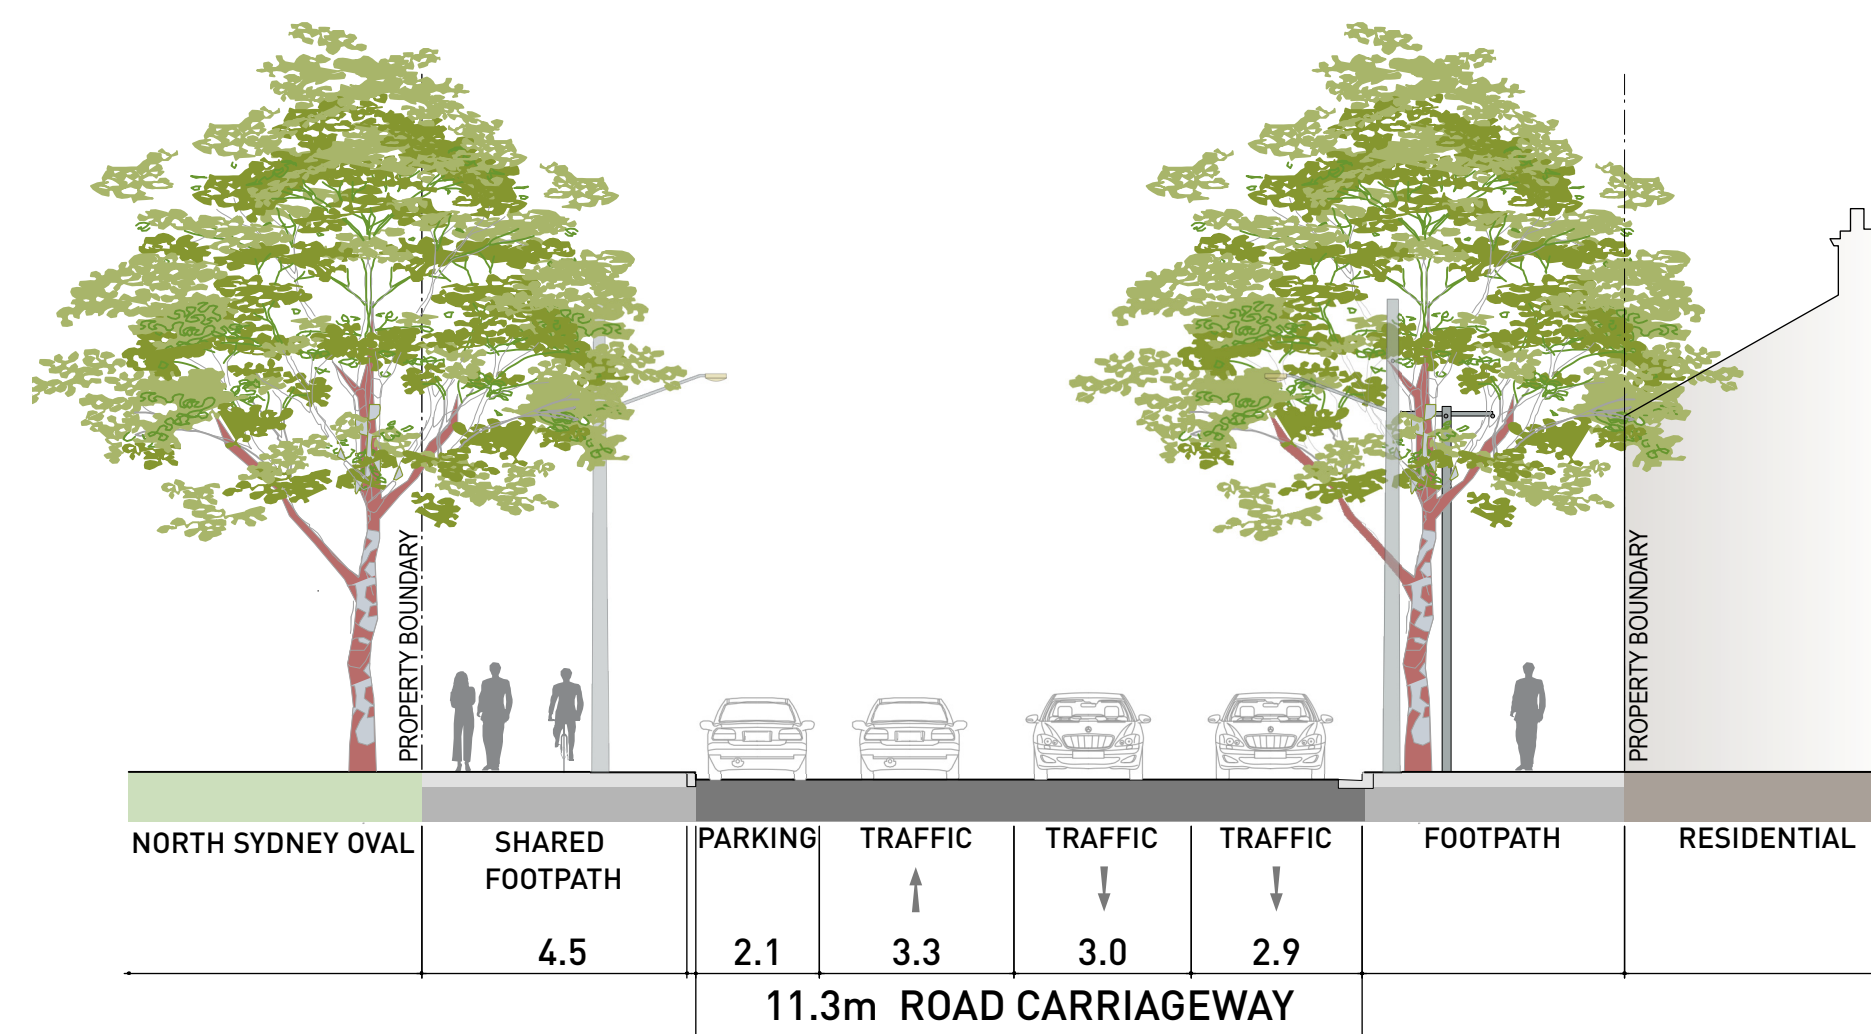 PROPERTY BOUNDARY
PROPERTY BOUNDARY
NORTH SYDNEY OVAL
SHARED
FOOTPATH
PARKING
TRAFFIC
TRAFFIC
TRAFFIC
FOOTPATH
RESIDENTIAL
4.5
2.1
3.3
3.0
2.9
11.3m ROAD CARRIAGEWAY